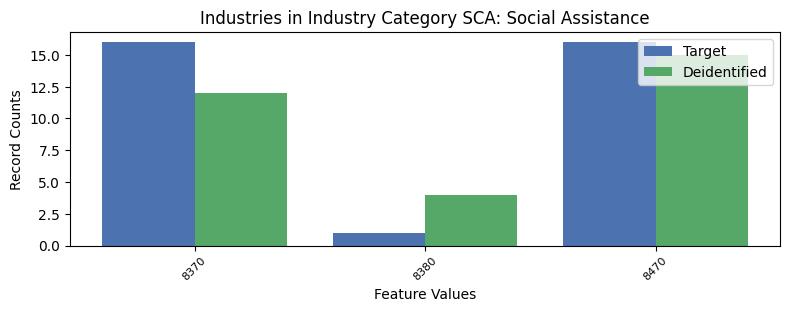 Industries in Industry Category SCA: Social Assistance
Target
Deidentified
Record Counts
15.0
12.5
10.0
7.5
5.0
2.5
0.0
8370
8380
8470
Feature Values